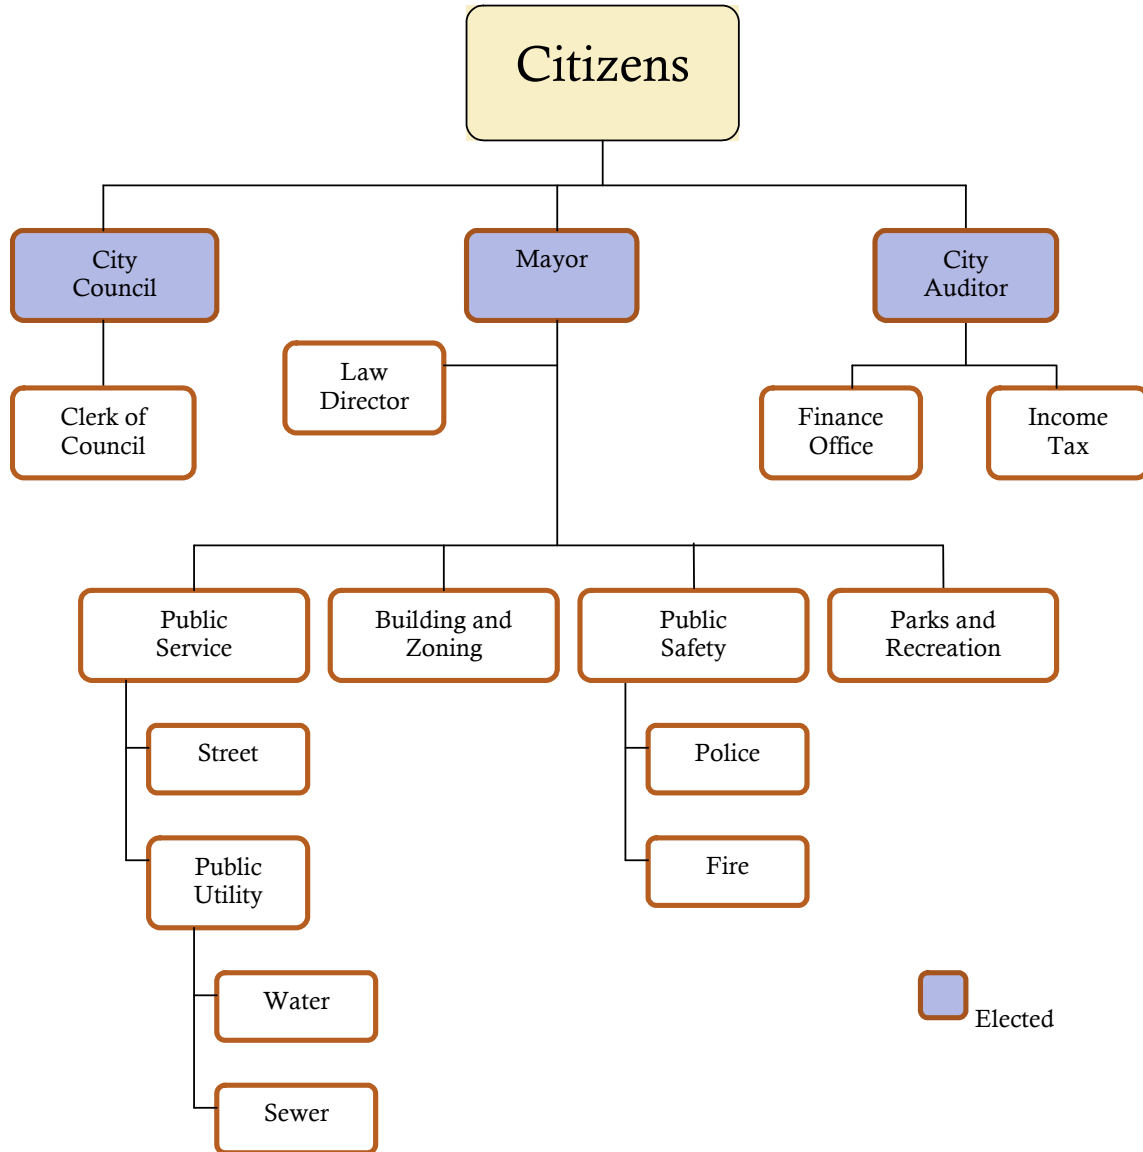 Citizens
City
Council
Mayor
City
Auditor
Law
Director
Clerk of
Council
Finance
Office
Income
Tax
Public
Service
Building and
Zoning
Public
Safety
Parks and
Recreation
Street
Police
Public
Utility
Fire
Water
Elected
Sewer